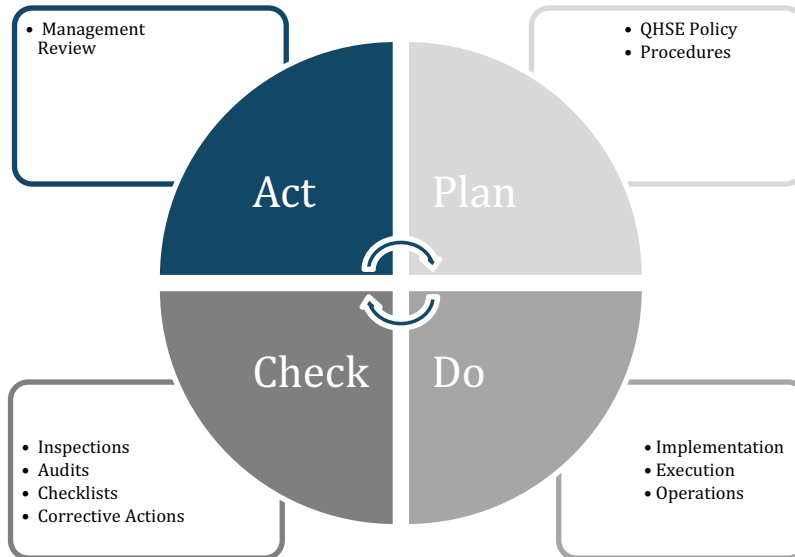 • Management
Review
• QHSE Policy
• Procedures
Act
Plan
Check
Do
• Inspections
• Audits
• Checklists
• Corrective Actions
• Implementation
• Execution
• Operations